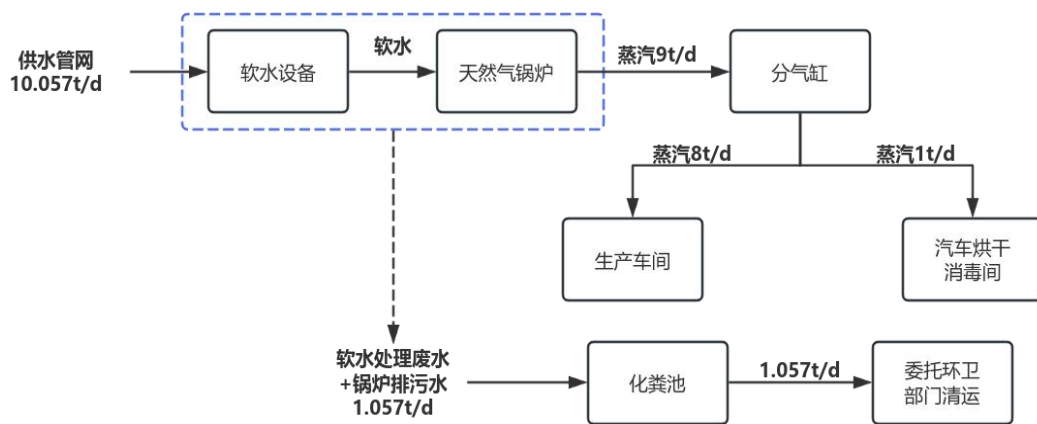 供水管网
10.057t/d
软水设备
软水
天然气锅炉
蒸汽9t/d
分气缸
蒸汽8t/d
蒸汽1t/d
生产车间
汽车烘干
消毒间
软水处理废水
+锅炉排污水
1.057t/d
化粪池
1.057t/d
委托环卫
部门清运